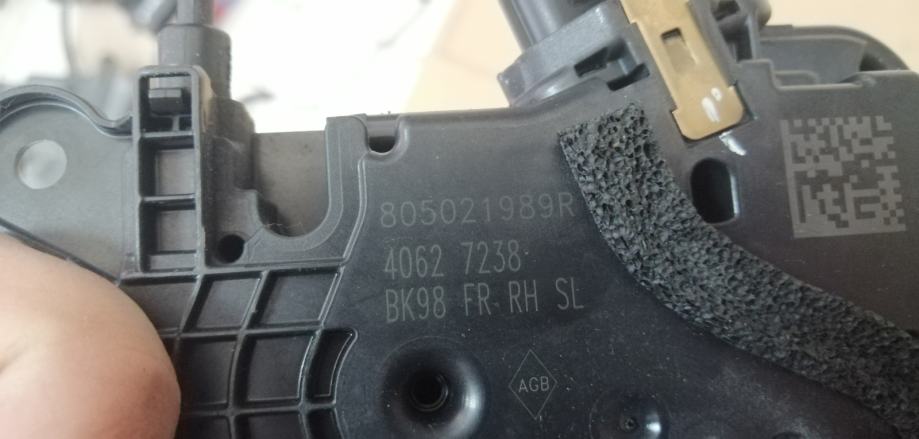 805021989R
4062 7238
BK98 FR RH SL
AGB